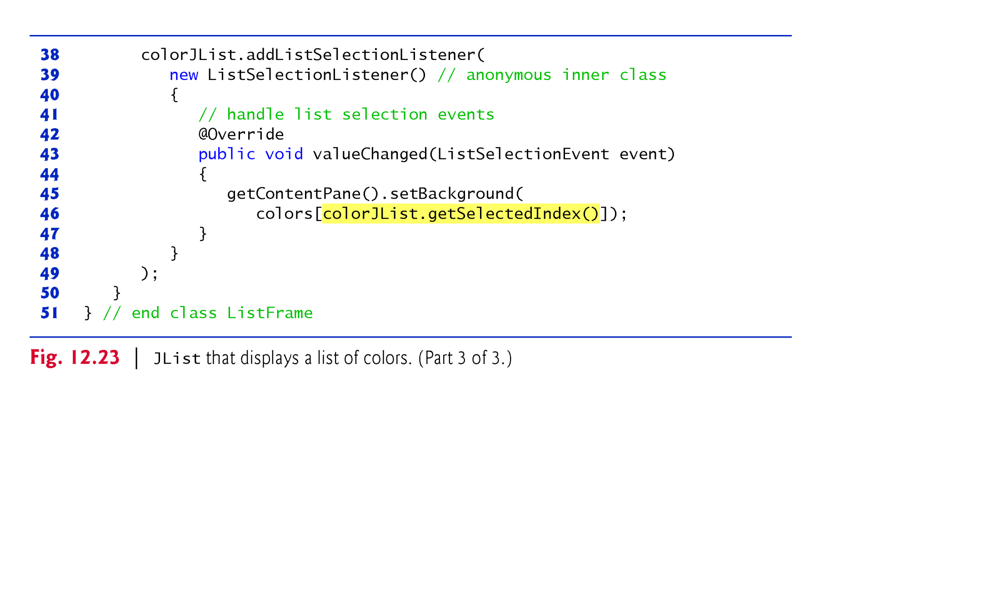 38 colorJList.addListSelectionListener(
39 new ListSelectionListener() // anonymous inner class
40 {
41 // handle list selection events
42 @Override
43 public void valueChanged(ListSelectionEvent event)
44 {
45 getContentPane().setBackground(
46 colors[colorJList.getSelectedIndex()]);
47 }
48 }
49 );
50 }
51 } // end class ListFrame
Fig. 12.23 | JList that displays a list of colors. (Part 3 of 3.)